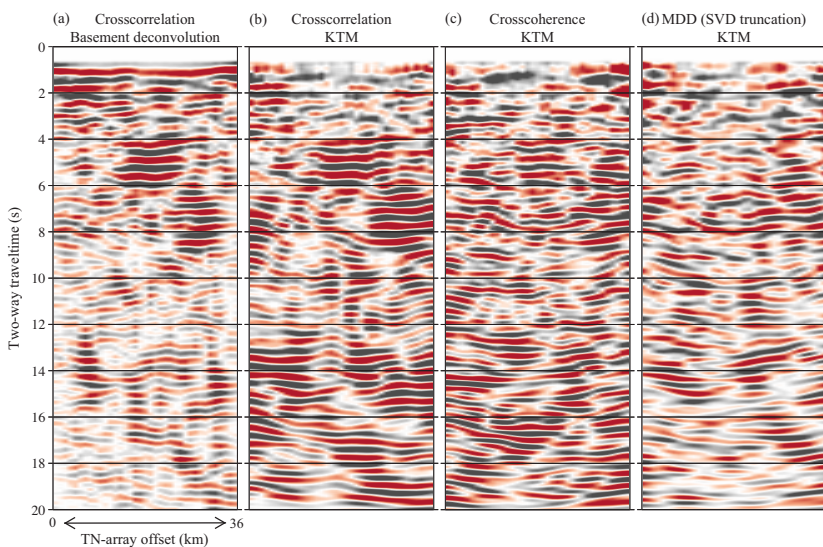 (a) Crosscorrelation
Basement deconvolution
(b) Crosscorrelation
KTM
(c) Crosscoherence
KTM
(d) MDD (SVD truncation)
KTM
Two-way traveltime (s)
0
2
4
6
8
10
12
14
16
18
20
0 36
TN-array offset (km)